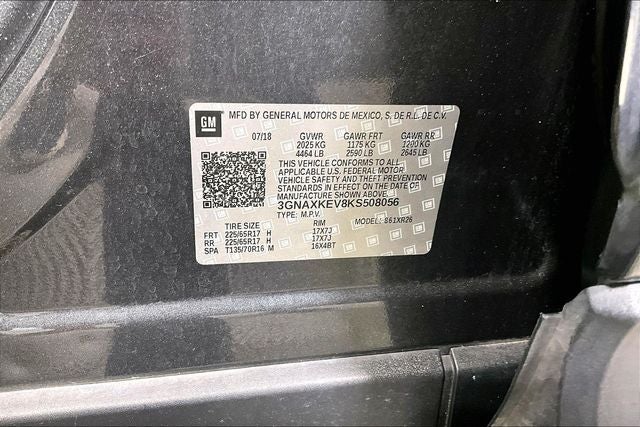 GM
MFD BY GENERAL MOTORS DE MEXICO, S. DE R.L. DE C.V.
07/18 GVWR GAWR FRT GAWR RR
2025 KG 1175 KG 1200 KG
4464 LB 2590 LB 2645 LB
THIS VEHICLE CONFORMS TO ALL
APPLICABLE U.S. FEDERAL MOTOR
VEHICLE SAFETY AND THEFT PREVENTION
STANDARDS IN EFFECT ON THE DATE OF
MANUFACTURE SHOWN ABOVE.
3GNAXKEV8KS508056
TYPE: M.P.V. MODEL: S61XR26
TIRE SIZE RIM
FRT 225/65R17 H 17X7J
RR 225/65R17 H 17X7J
SPA T135/70R16 M 16X4BT